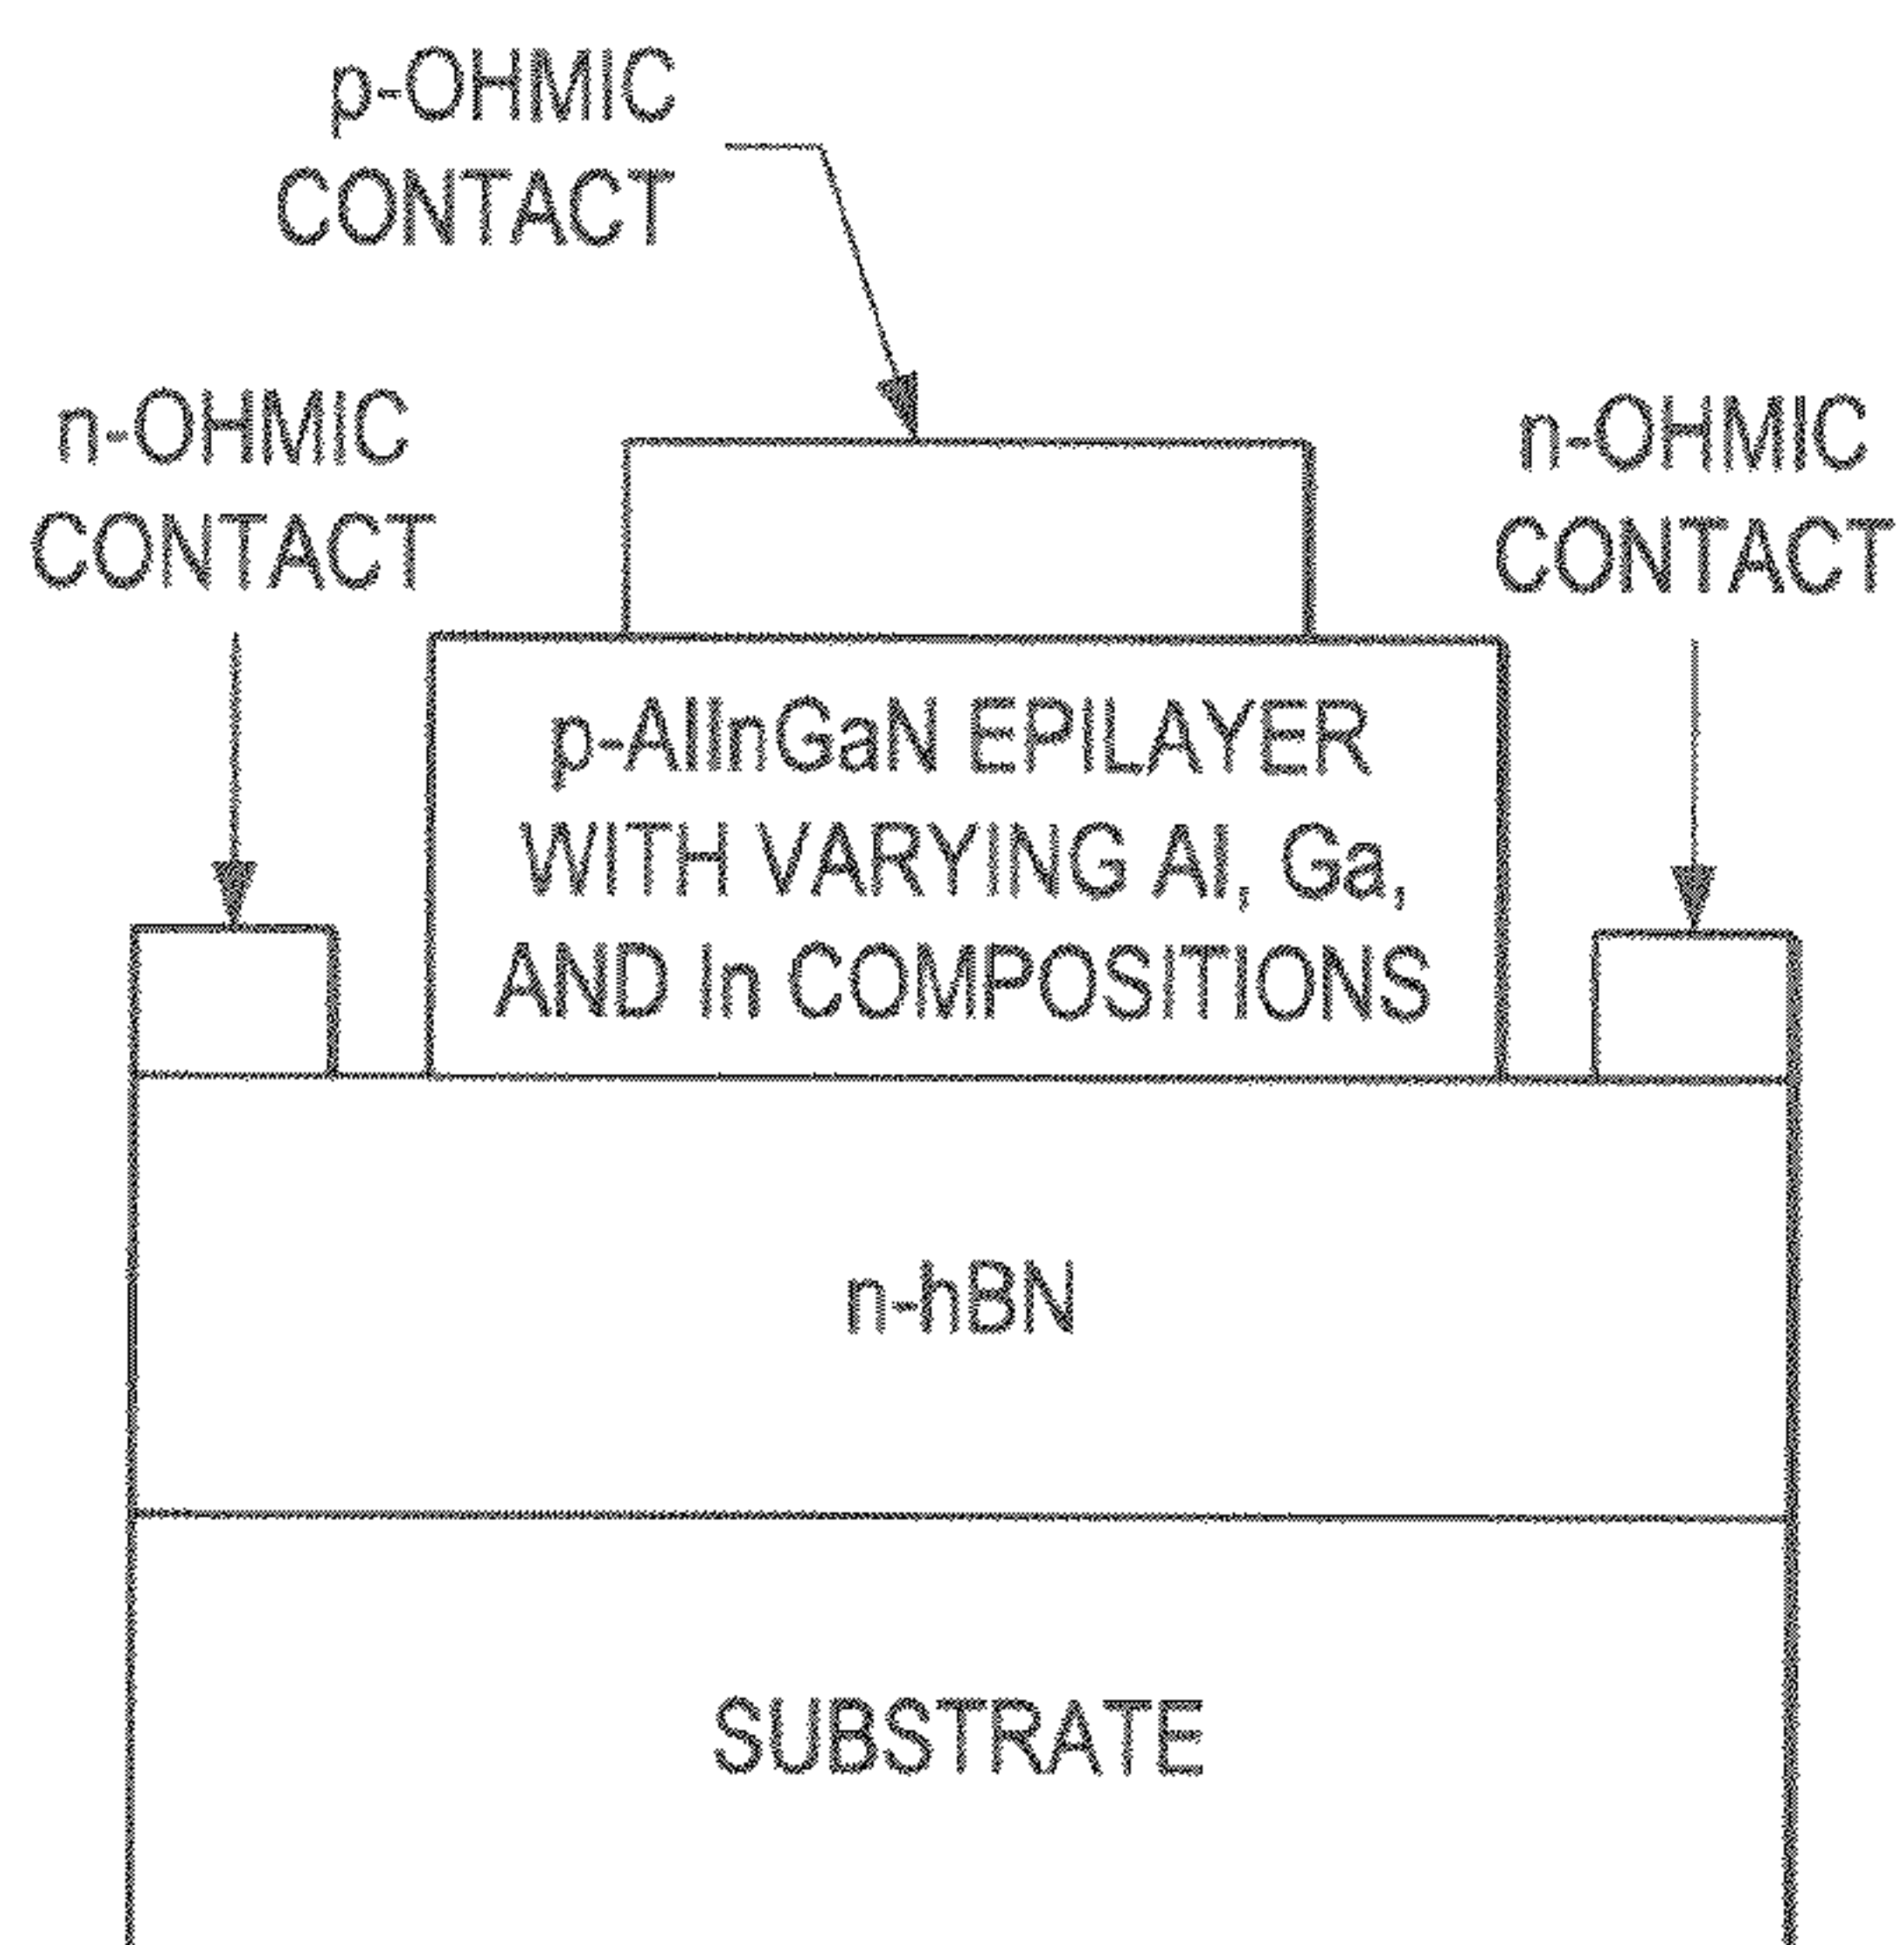 p-OHMIC
CONTACT
n-OHMIC
CONTACT
n-OHMIC
CONTACT
p-AlInGaN EPILAYER
WITH VARYING Al, Ga,
AND In COMPOSITIONS
n-hBN
SUBSTRATE